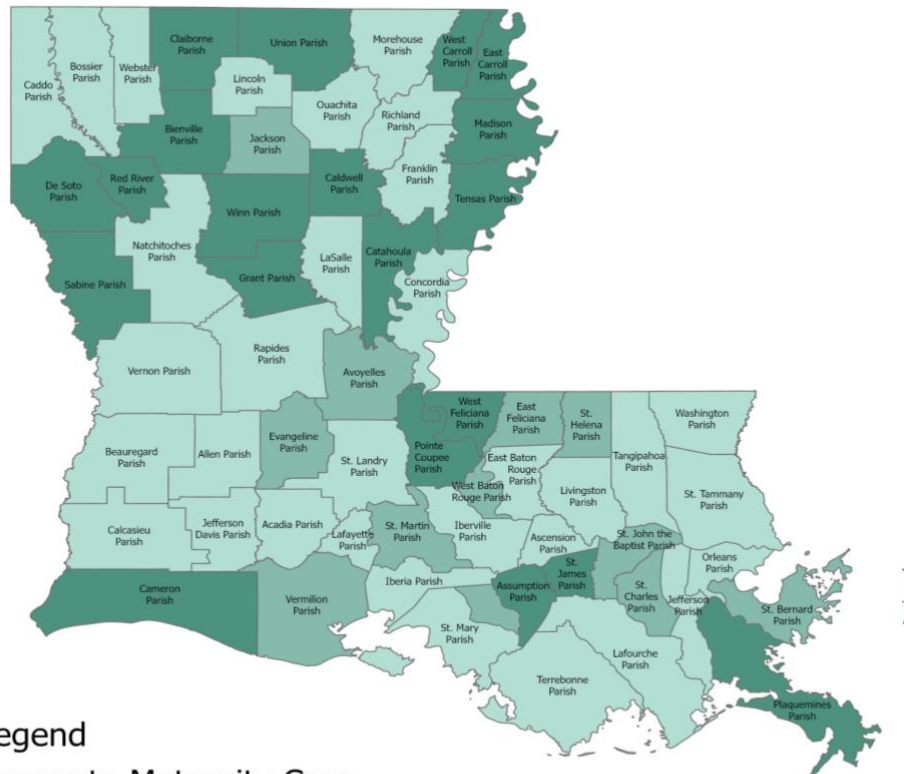 Claiborne
Parish
Union Parish
Morehouse
Parish
West
Carroll
Parish
East
Carroll
Parish
Caddo
Parish
Bossier
Parish
Webster
Parish
Lincoln
Parish
Ouachita
Parish
Richland
Parish
Madison
Parish
Bienville
Parish
Jackson
Parish
Franklin
Parish
De Soto
Parish
Red River
Parish
Caldwell
Parish
Tensas Parish
Winn Parish
Natchitoches
Parish
LaSalle
Parish
Catahoula
Parish
Sabine Parish
Grant Parish
Concordia
Parish
Rapides
Parish
Vernon Parish
Avoyelles
Parish
West
Feliciana
Parish
East
Feliciana
Parish
St.
Helena
Parish
Washington
Parish
Beauregard
Parish
Allen Parish
Evangeline
Parish
St. Landry
Parish
Pointe
Coupee
Parish
East Baton
Rouge
Parish
Tangipahoa
Parish
West Baton
Rouge Parish
Livingston
Parish
St. Tammany
Parish
Calcasieu
Parish
Jefferson
Davis Parish
Acadia Parish
Lafayette
Parish
St. Martin
Parish
Iberville
Parish
Ascension
Parish
St. John the
Baptist Parish
Orleans
Parish
Cameron
Parish
Vermilion
Parish
Iberia Parish
Assumption
Parish
St.
James
Parish
St.
Charles
Parish
Jefferson
Parish
St. Bernard
Parish
St. Mary
Parish
Lafourche
Parish
Terrebonne
Parish
Plaquemines
Parish
egend
Maternity Care